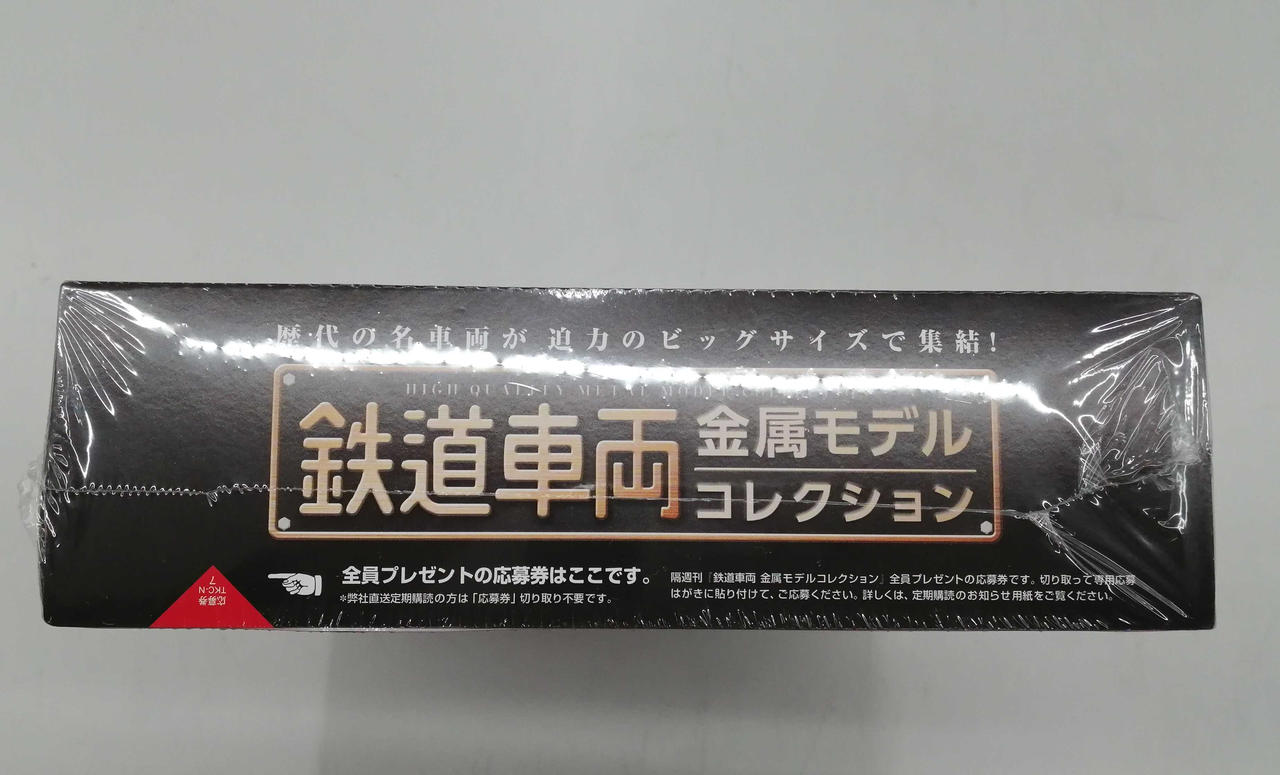 歴代の名車両が迫力のビッグサイズで集結!
HIGH QUALITY METAL MODEL
鉄道車両
金属モデル
コレクション
全員プレゼントの応募券はここです。
*弊社直送定期購読の方は「応募券」切り取り不要です。
隔週刊『鉄道車両 金属モデルコレクション』全員プレゼントの応募券です。切り取って専用応募
はがきに貼り付けて、ご応募ください。詳しくは、定期購読のお知らせ用紙をご覧ください。
応募券
TKC-N
7